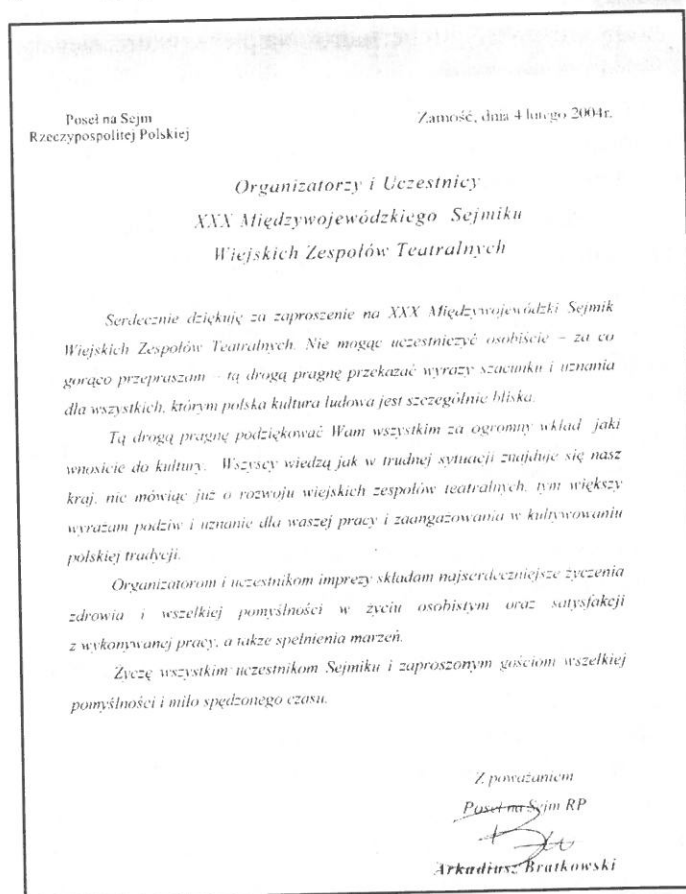 Poseł na Sejm
Rzeczypospolitej Polskiej
Zamość, dnia 4 lutego 2004r.
Organizatorzy i Uczestnicy
XXX Międzywojewódzkiego Sejmiku
Wiejskich Zespołów Teatralnych
Serdecznie dziękuję za zaproszenie na XXX Międzywojewódzki Sejmik
Wiejskich Zespołów Teatralnych. Nie mogąc uczestniczyć osobiście – za co
gorąco przepraszam – tą drogą pragnę przekazać wyrazy szacunku i uznania
dla wszystkich, którym polska kultura ludowa jest szczególnie bliska.
Tą drogą pragnę podziękować Wam wszystkim za ogromny wkład jaki
wnosicie do kultury. Wszyscy wiedzą jak w trudnej sytuacji znajduje się nasz
kraj, nie mówiąc już o rozwoju wiejskich zespołów teatralnych, tym większy
wyrażam podziw i uznanie dla waszej pracy i zaangażowania w kultywowaniu
polskiej tradycji.
Organizatorom i uczestnikom imprezy składam najserdeczniejsze życzenia
zdrowia i wszelkiej pomyślności w życiu osobistym oraz satysfakcji
z wykonywanej pracy, a także spełnienia marzeń.
Życzę wszystkim uczestnikom Sejmiku i zaproszonym gościom wszelkiej
pomyślności i miło spędzonego czasu.
Z poważaniem
Poseł na Sejm RP
Arkadiusz Bratkowski